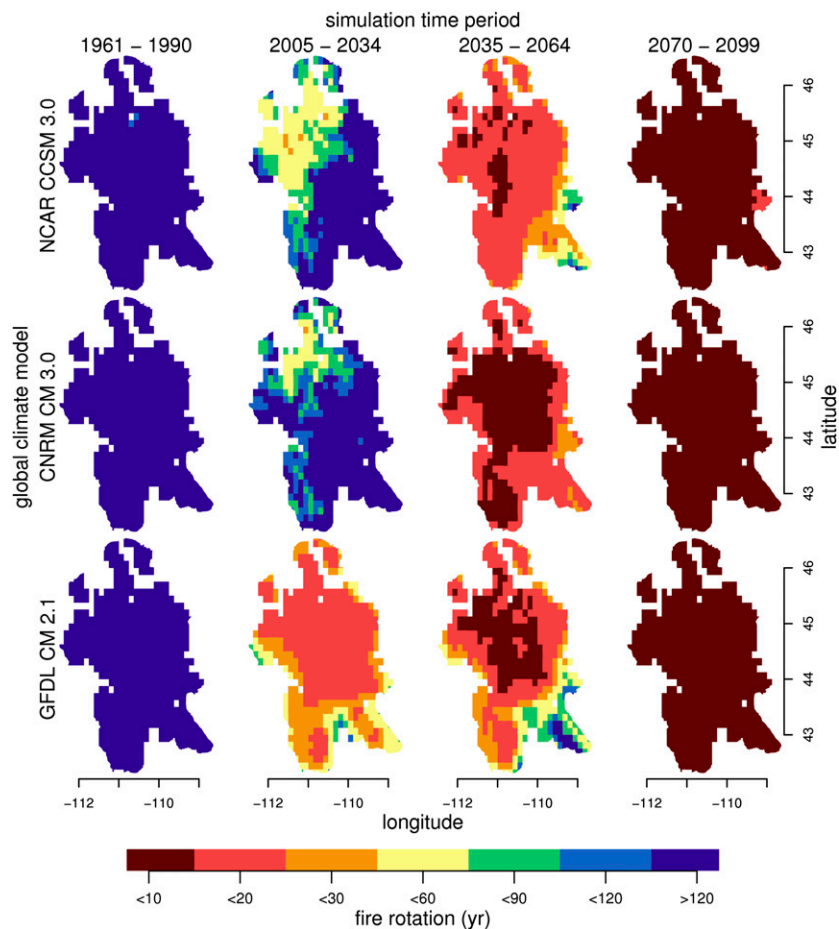 simulation time period
1961 – 1990 2005 – 2034 2035 – 2064 2070 – 2099
global climate model
NCAR CCSM 3.0
CNRM CM 3.0
GFDL CM 2.1
46
45
44
43
46
45
44
43
46
45
44
43
latitude
−112 −110 −112 −110 −112 −110 −112 −110
longitude
<10 <20 <30 <60 <90 <120 >120
fire rotation (yr)